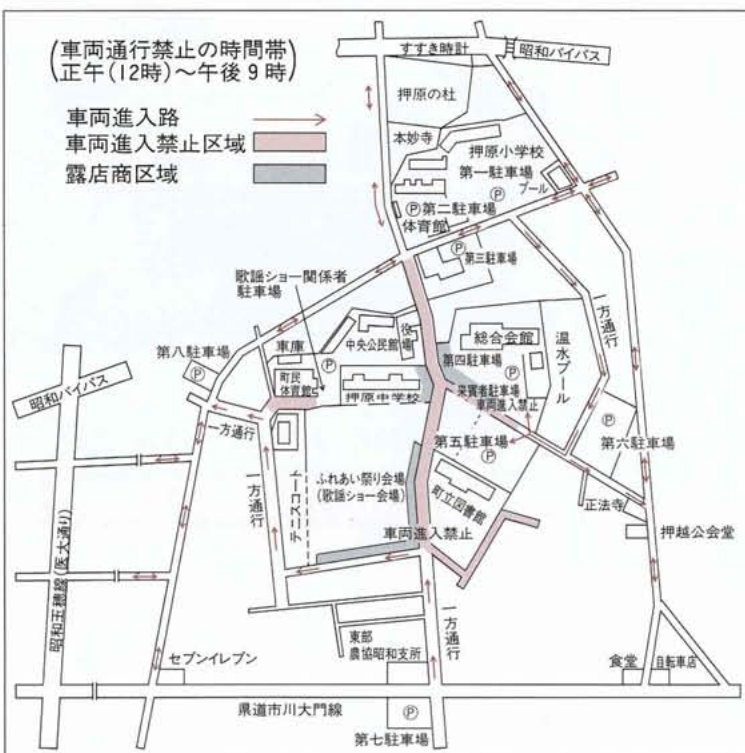 (車両通行禁止の時間帯
正午(12時)〜午後9時)
車両進入路
車両進入禁止区域
露店商区域
すすき時計
昭和バイパス
押原の杜
本妙寺
押原小学校
第一駐車場
プール
Ⓟ
Ⓟ第二駐車場
体育館
Ⓟ
第三駐車場
歌謡ショー関係者
駐車場
一方通行
第八駐車場
Ⓟ
車庫
Ⓟ
中央公民館
役場
総合会館
温水プール
第四駐車場
昭和バイパス
町民
体育館
押原中学校
来賓者駐車場
車両進入禁止
Ⓟ
一方通行
第五駐車場
Ⓟ
Ⓟ
第六駐車場
一方通行
テニスコート
ふれあい祭り会場
(歌謡ショー会場)
町立図書館
正法寺
車両進入禁止
押越公会堂
昭和玉穂線(医大通り)
一方通行
東部
農協昭和支所
セブンイレブン
食堂
自転車店
県道市川大門線
Ⓟ
第七駐車場